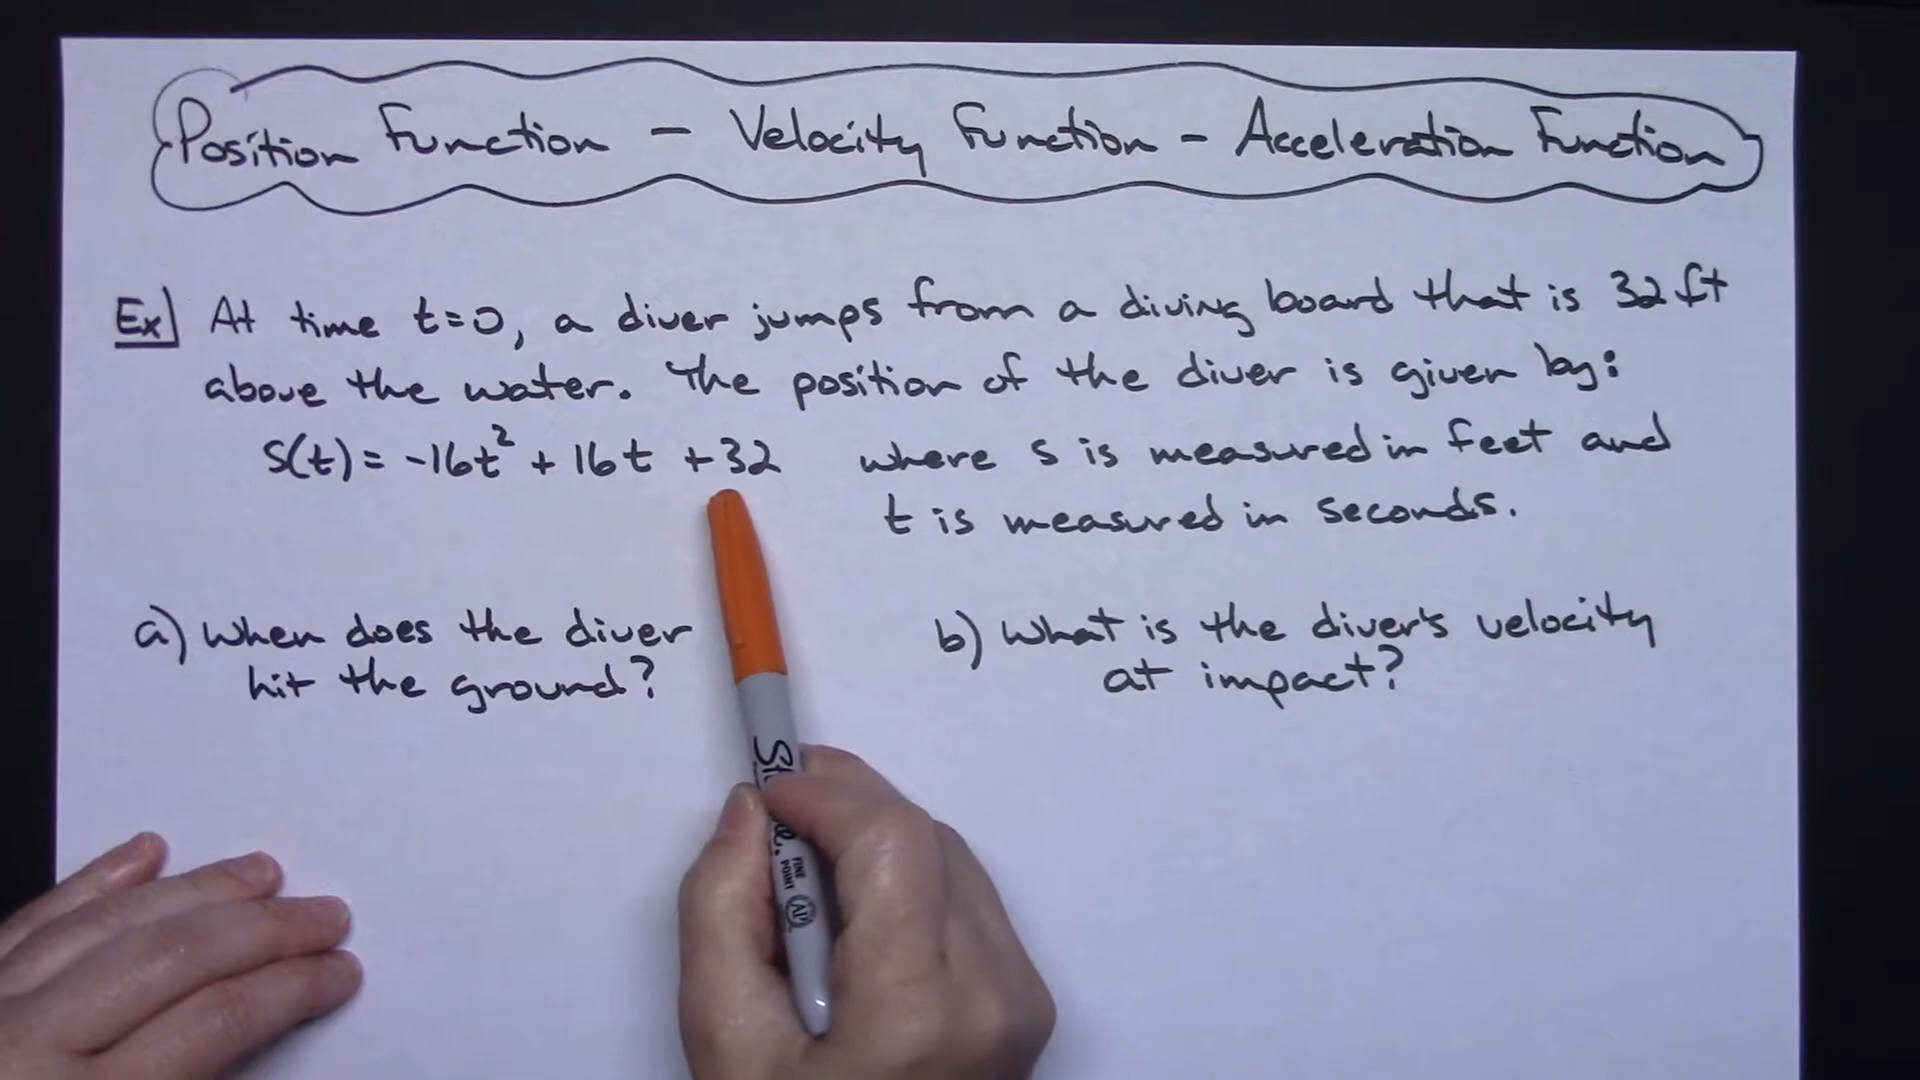 Position Function - Velocity Function - Acceleration Function
Ex At time t=0, a diver jumps from a diving board that is 32 ft
above the water. The position of the diver is given by:
S(t) = -16t² + 16t + 32 where s is measured in feet and
t is measured in seconds.
a) When does the diver
hit the ground?
b) What is the diver's velocity
at impact?
FINE
POINT
AP